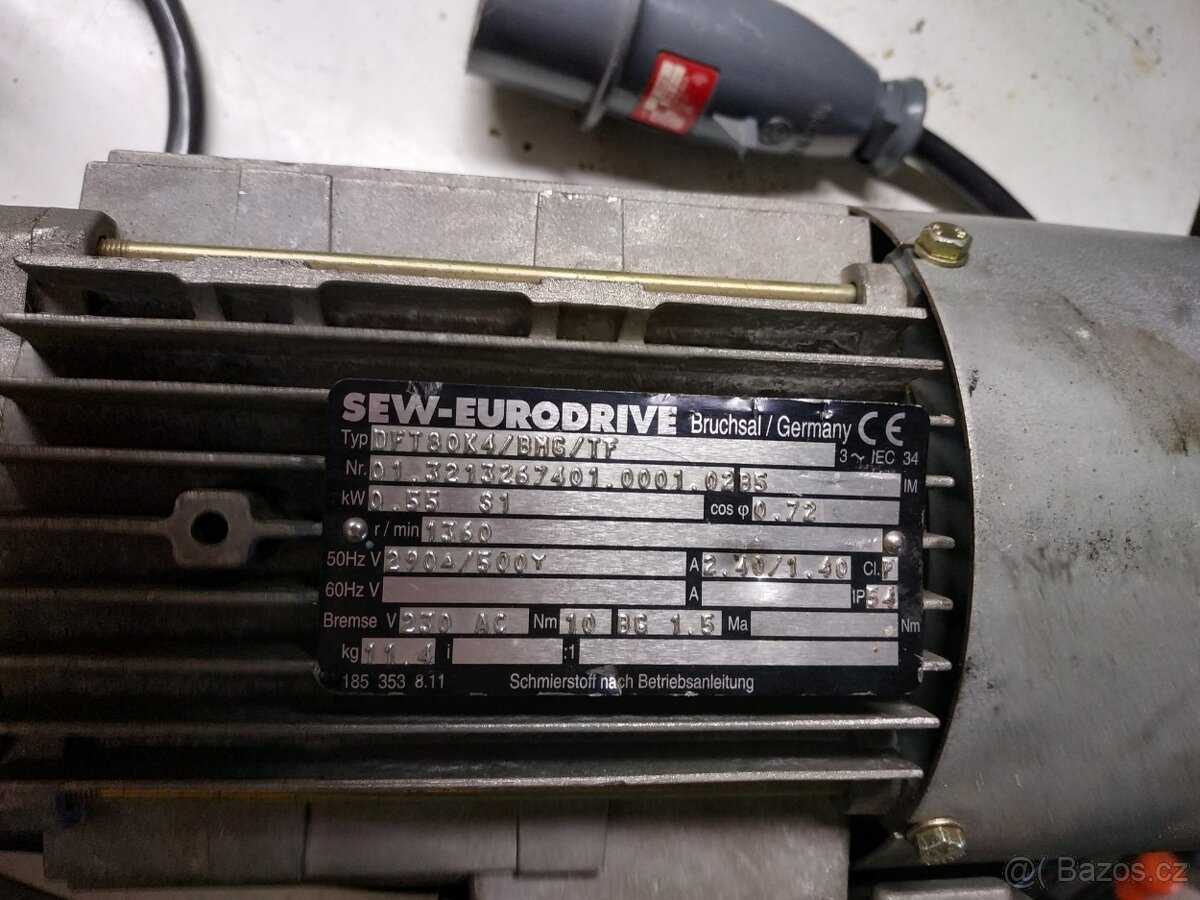 SEW-EURODRIVE Bruchsal / Germany CE
Typ DFT80K4/BMG/TF 3~ IEC 34
Nr. 01.3213267401.0001.02 B5 IM
kW 0.55 S1 cos φ 0.72
r/min 1360
50Hz V 290Δ/500Y A 2.40/1.40 Cl. F
60Hz V A IP 54
Bremse V 230 AC Nm 10 BG 1.5 Ma Nm
kg 11.4 i :1
185 353 8.11 Schmierstoff nach Betriebsanleitung
@( Bazos.cz